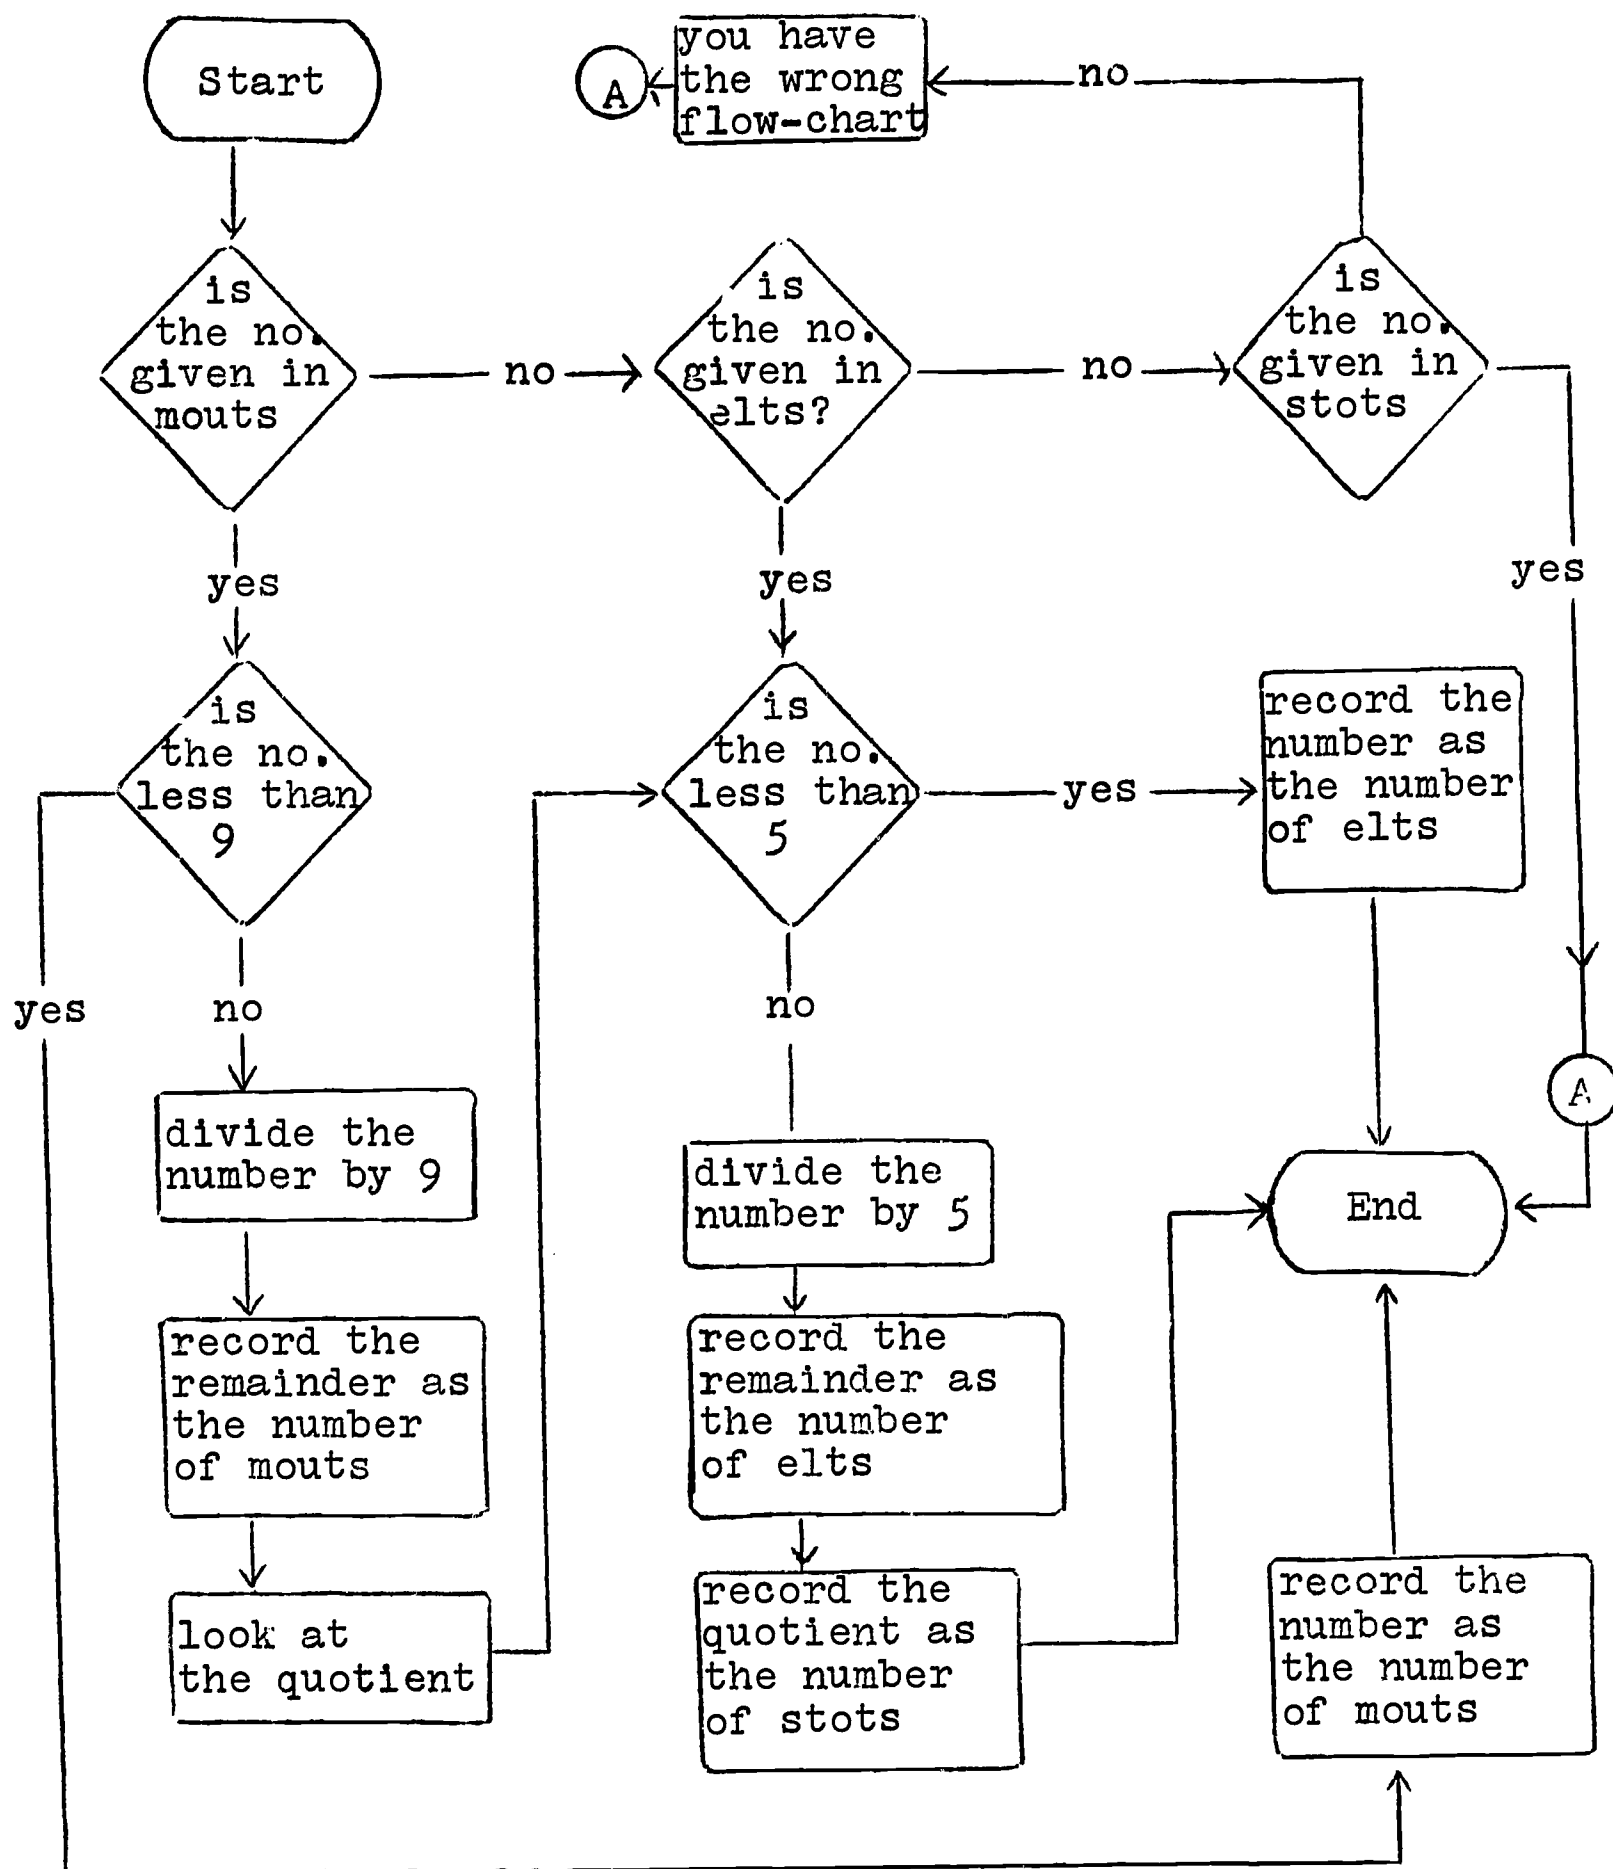 Start
A
you have
the wrong
flow-chart
no
is
the no.
given in
mouts
no
is
the no.
given in
elts?
no
is
the no.
given in
stots
yes
yes
yes
is
the no.
less than
9
is
the no.
less than
5
yes
record the
number as
the number
of elts
yes
no
no
A
divide the
number by 9
divide the
number by 5
End
record the
remainder as
the number
of mouts
record the
remainder as
the number
of elts
look at
the quotient
record the
quotient as
the number
of stots
record the
number as
the number
of mouts